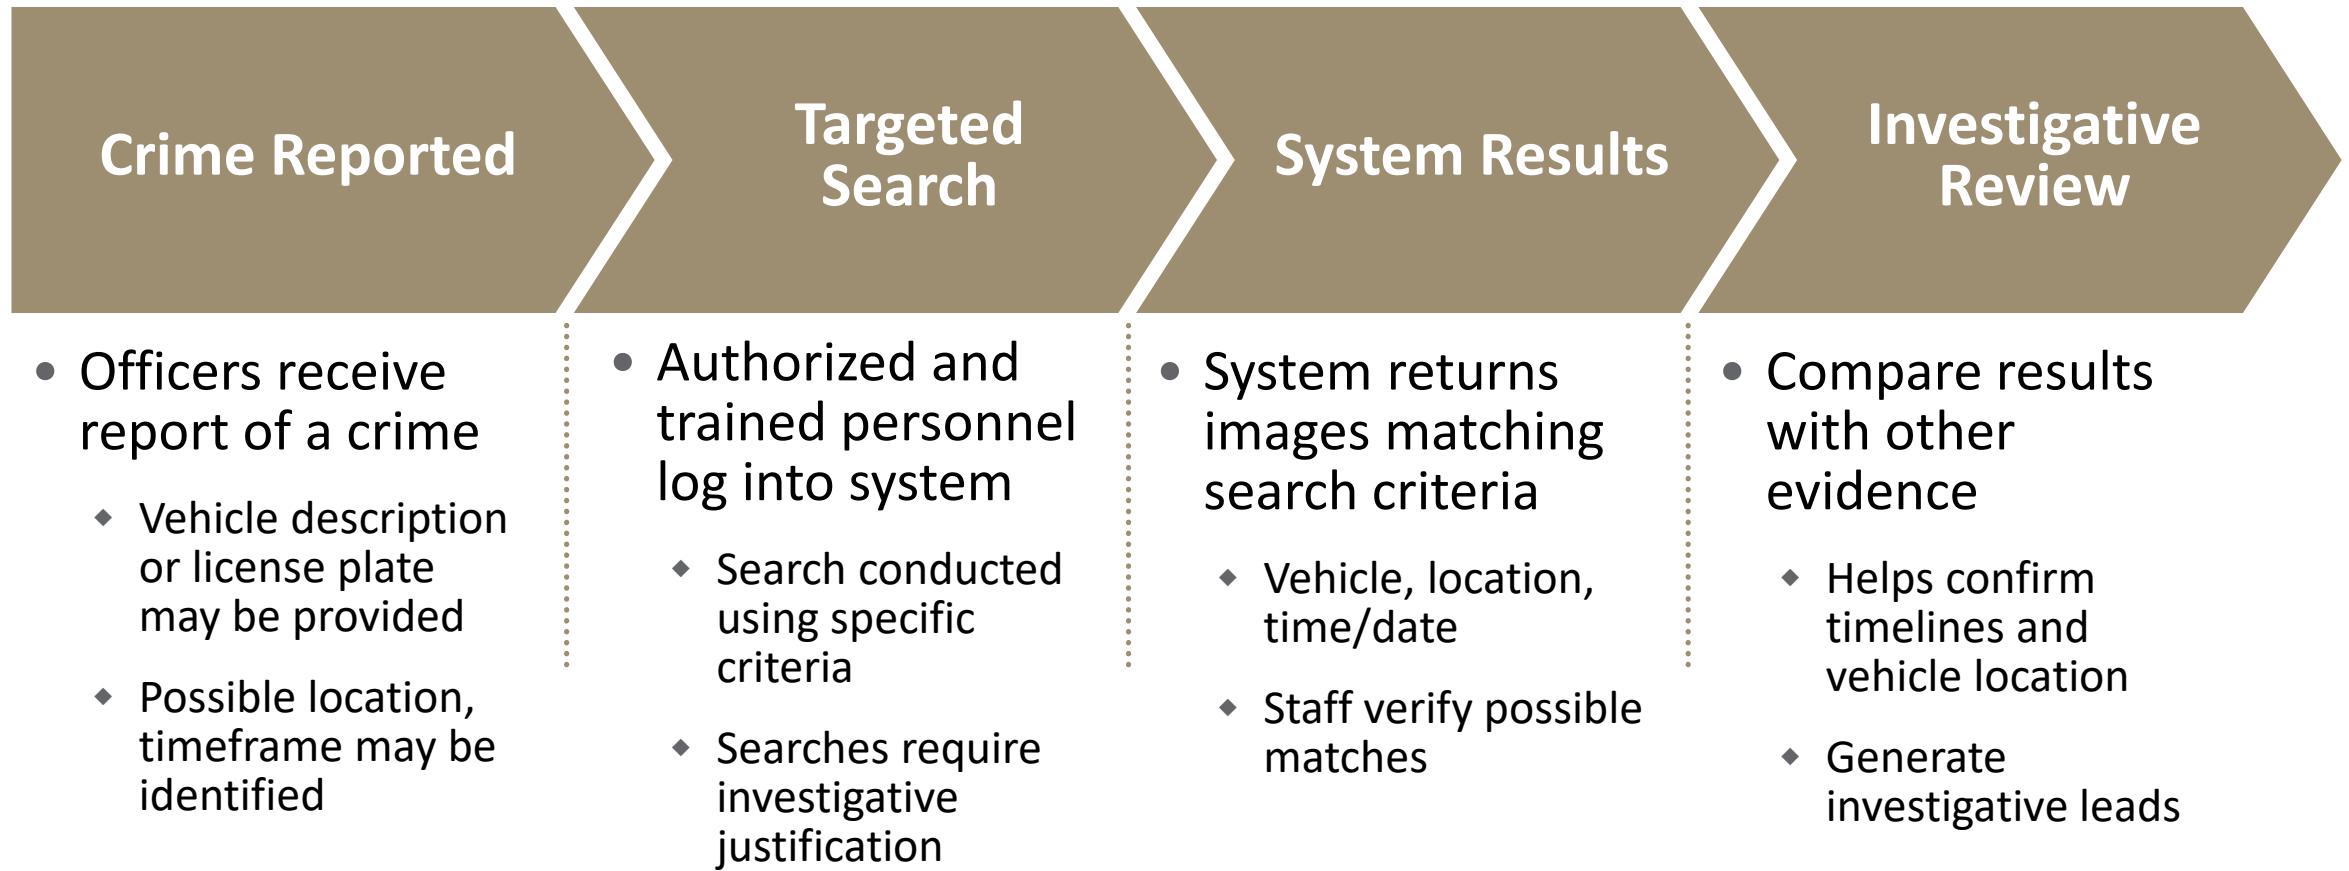 Crime Reported
• Officers receive
report of a crime
◆ Vehicle description
or license plate
may be provided
◆ Possible location,
timeframe may be
identified
Targeted
Search
• Authorized and
trained personnel
log into system
◆ Search conducted
using specific
criteria
◆ Searches require
investigative
justification
System Results
• System returns
images matching
search criteria
◆ Vehicle, location,
time/date
◆ Staff verify possible
matches
Investigative
Review
• Compare results
with other
evidence
◆ Helps confirm
timelines and
vehicle location
◆ Generate
investigative leads